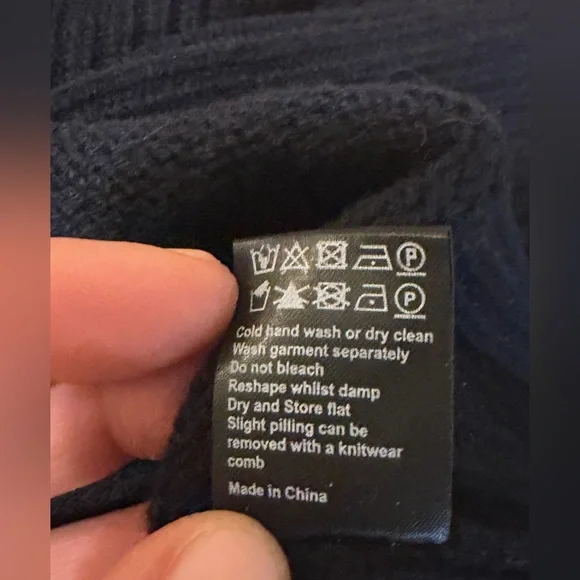 P
P
Cold hand wash or dry clean
Wash garment separately
Do not bleach
Reshape whilst damp
Dry and Store flat
Slight pilling can be
removed with a knitwear
comb
Made in China